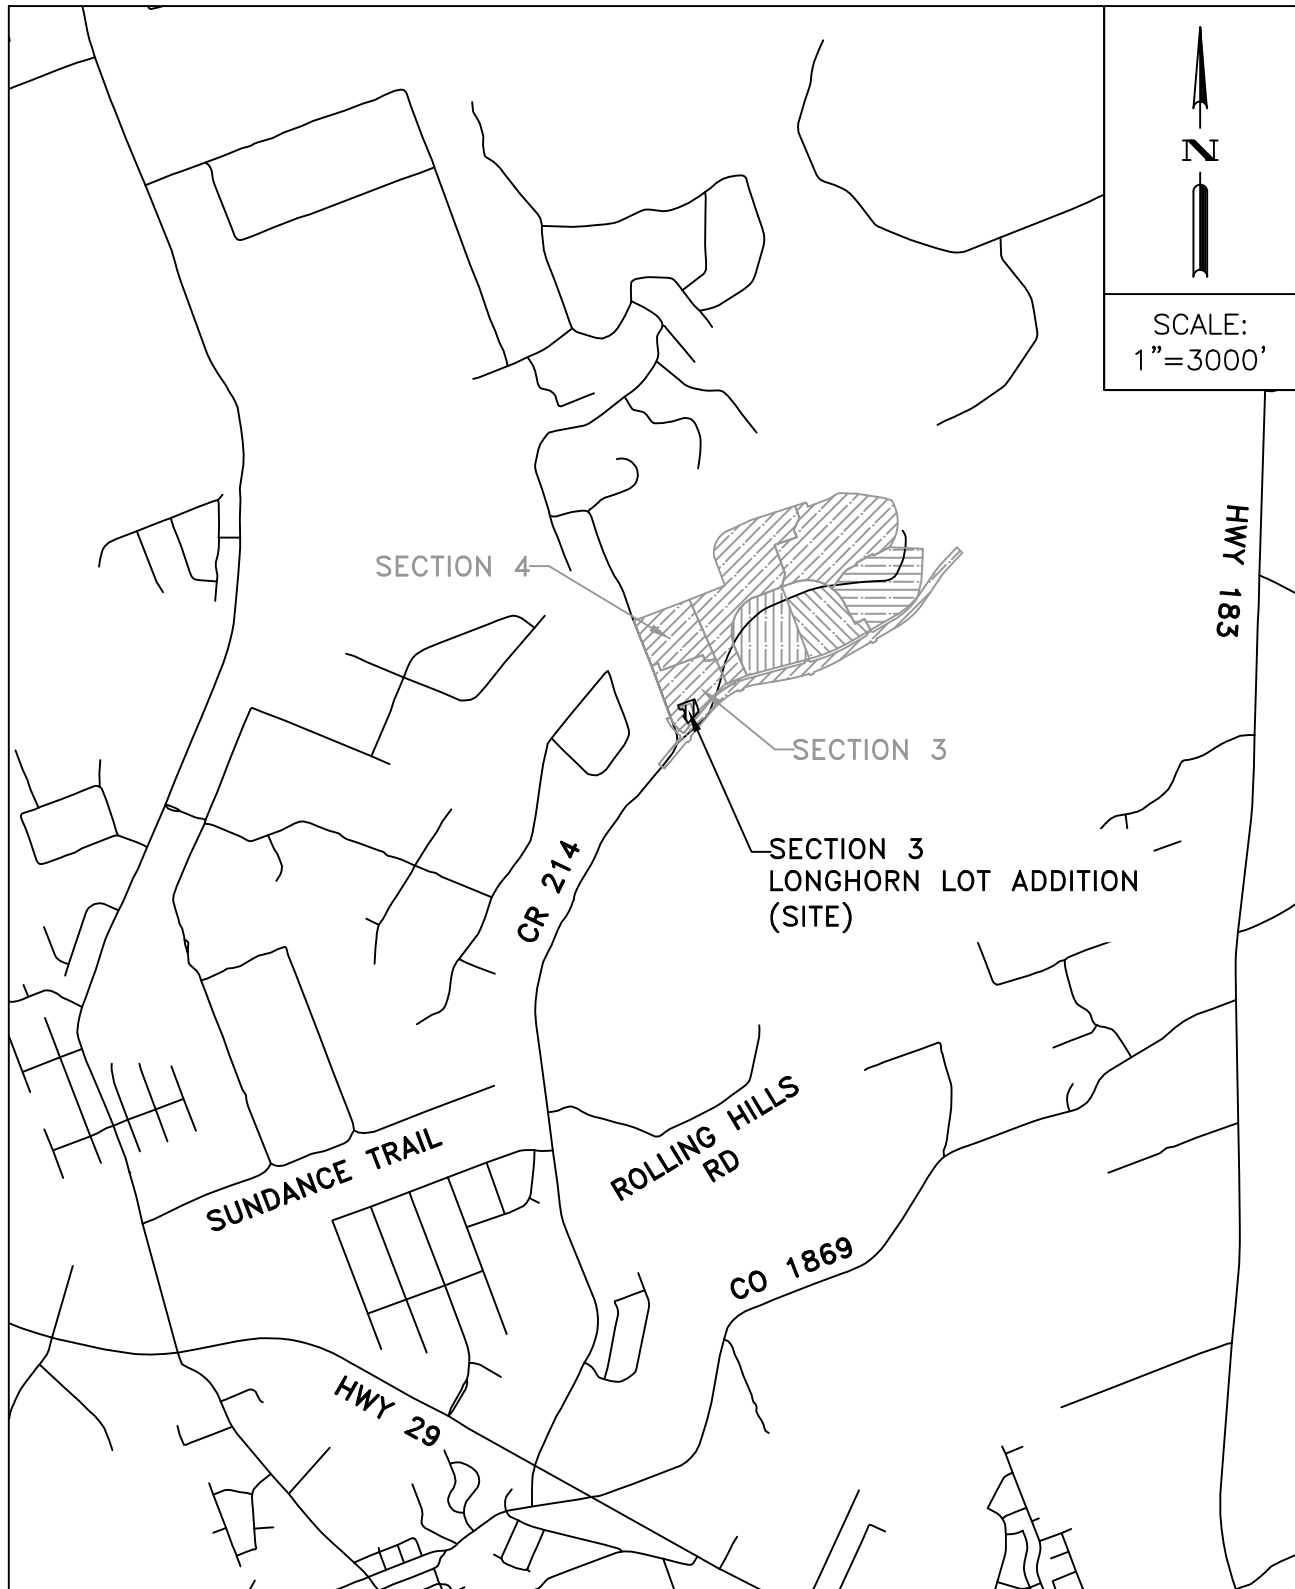 N
SCALE:
1"=3000'
HWY 183
SECTION 4
SECTION 3
SECTION 3
LONGHORN LOT ADDITION
(SITE)
CR 214
ROLLING HILLS
RD
SUNDANCE TRAIL
CO 1869
HWY 29